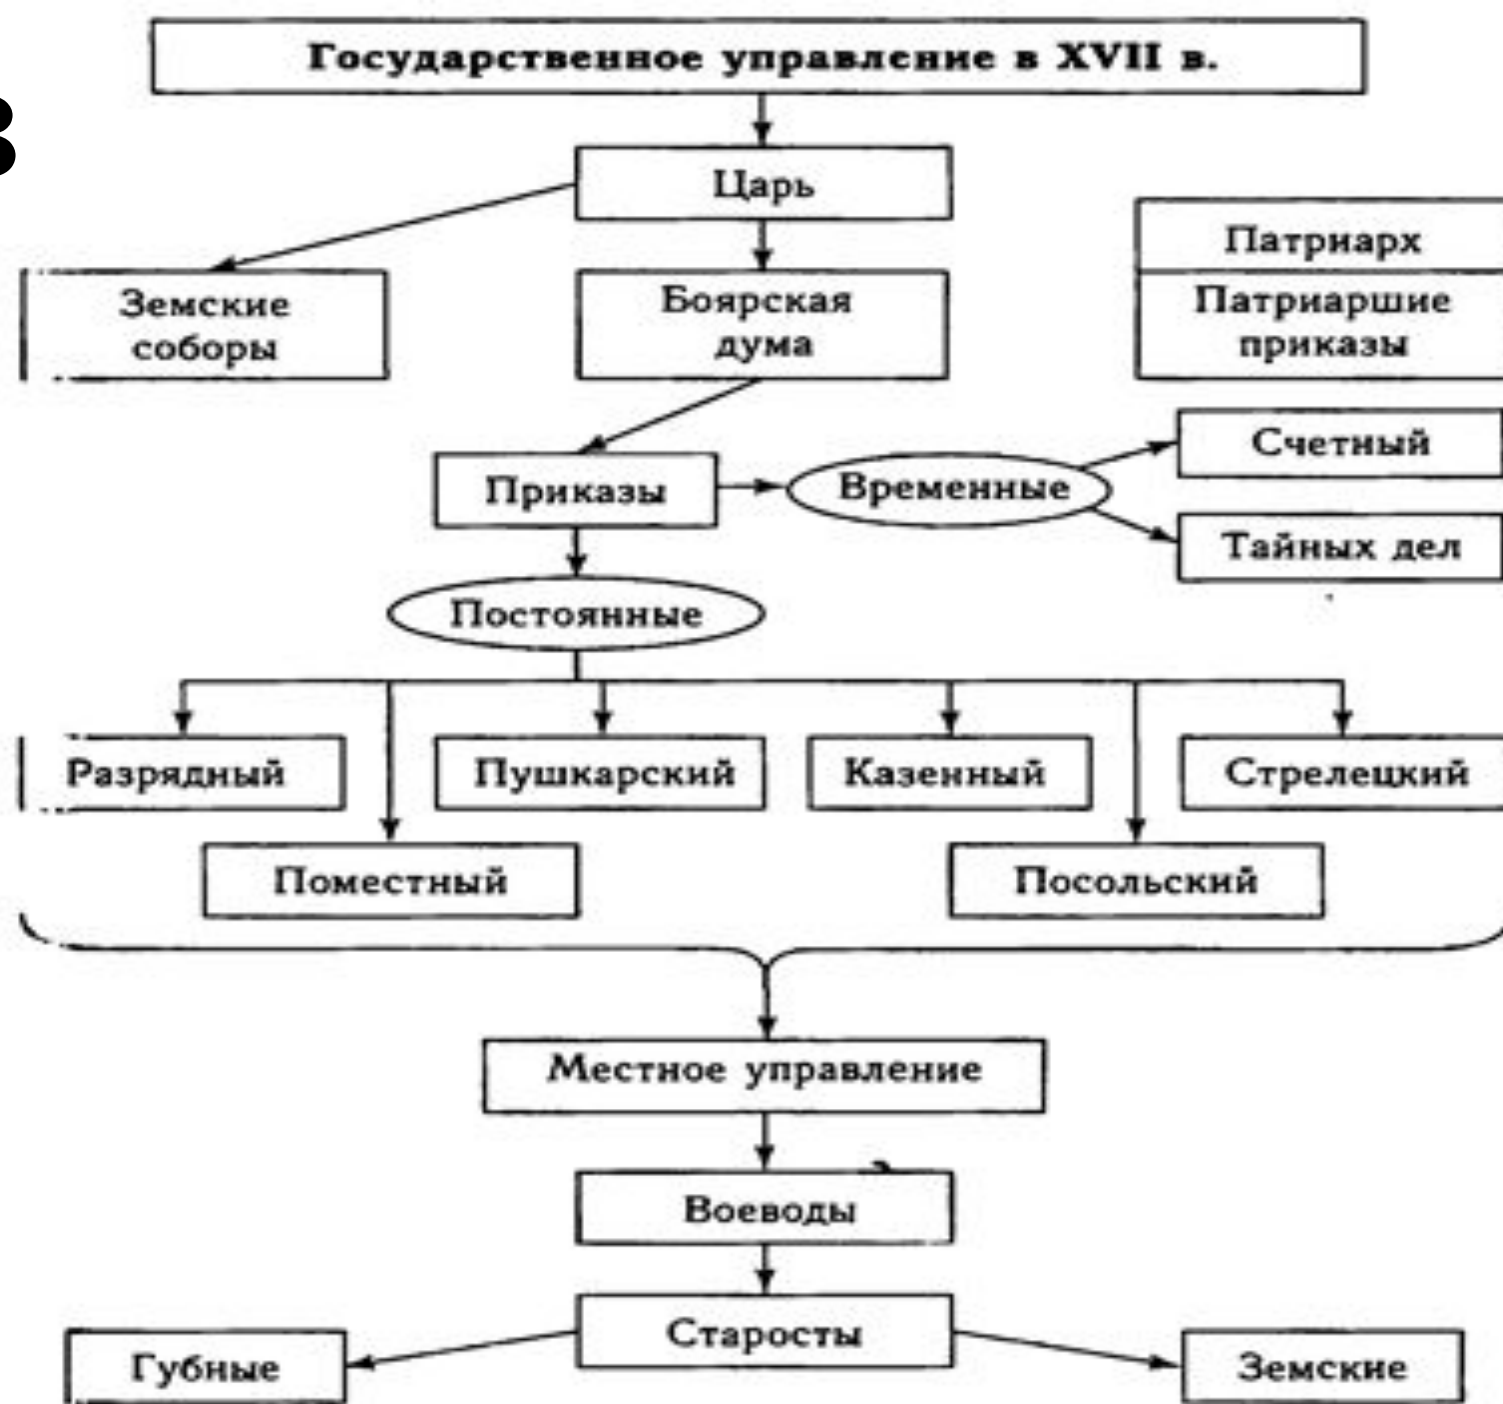 Государственное управление в XVII в.
Царь
Патриарх
Земские
соборы
Боярская
дума
Патриаршие
приказы
Счетный
Приказы
Временные
Тайных дел
Постоянные
Разрядный
Пушкарский
Казенный
Стрелецкий
Поместный
Посольский
Местное управление
Воеводы
Старосты
Губные
Земские